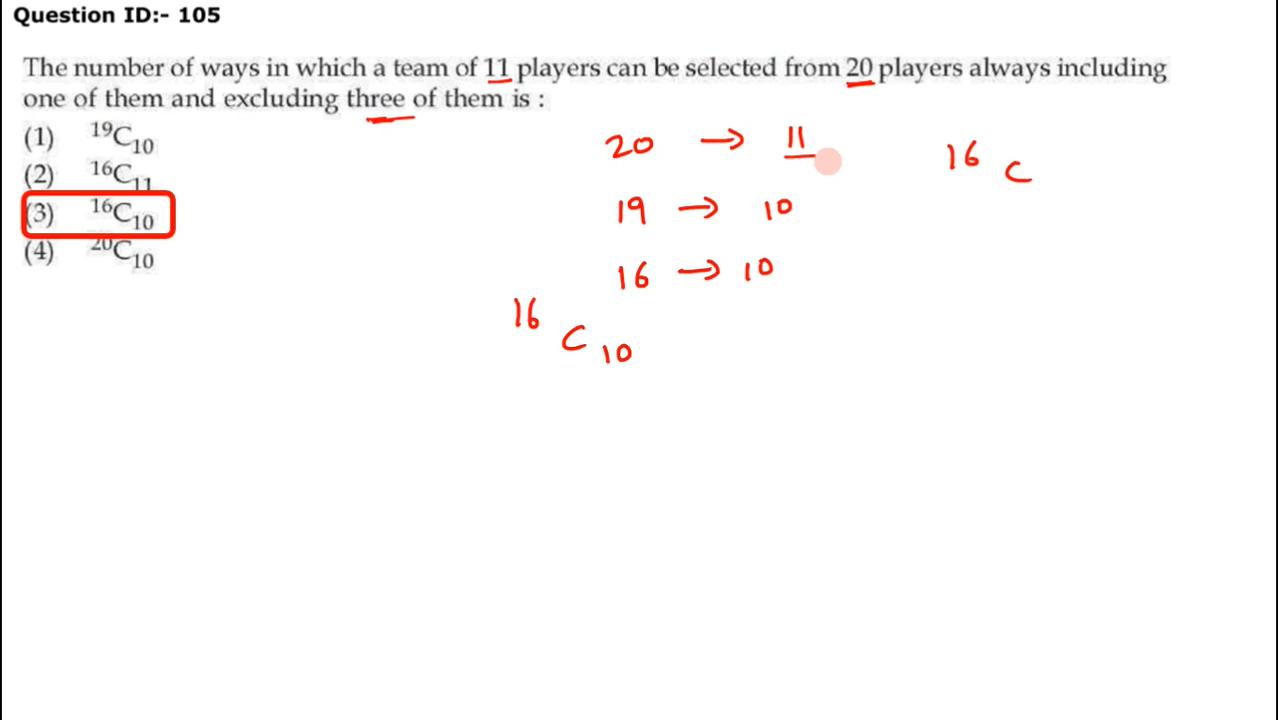 Question ID:- 105
The number of ways in which a team of 11 players can be selected from 20 players always including
one of them and excluding three of them is :
(1) ¹⁹C₁₀
(2) ¹⁶C₁₁
(3) ¹⁶C₁₀
(4) ²⁰C₁₀
20 → 11
16 C
19 → 10
16 → 10
¹⁶C₁₀